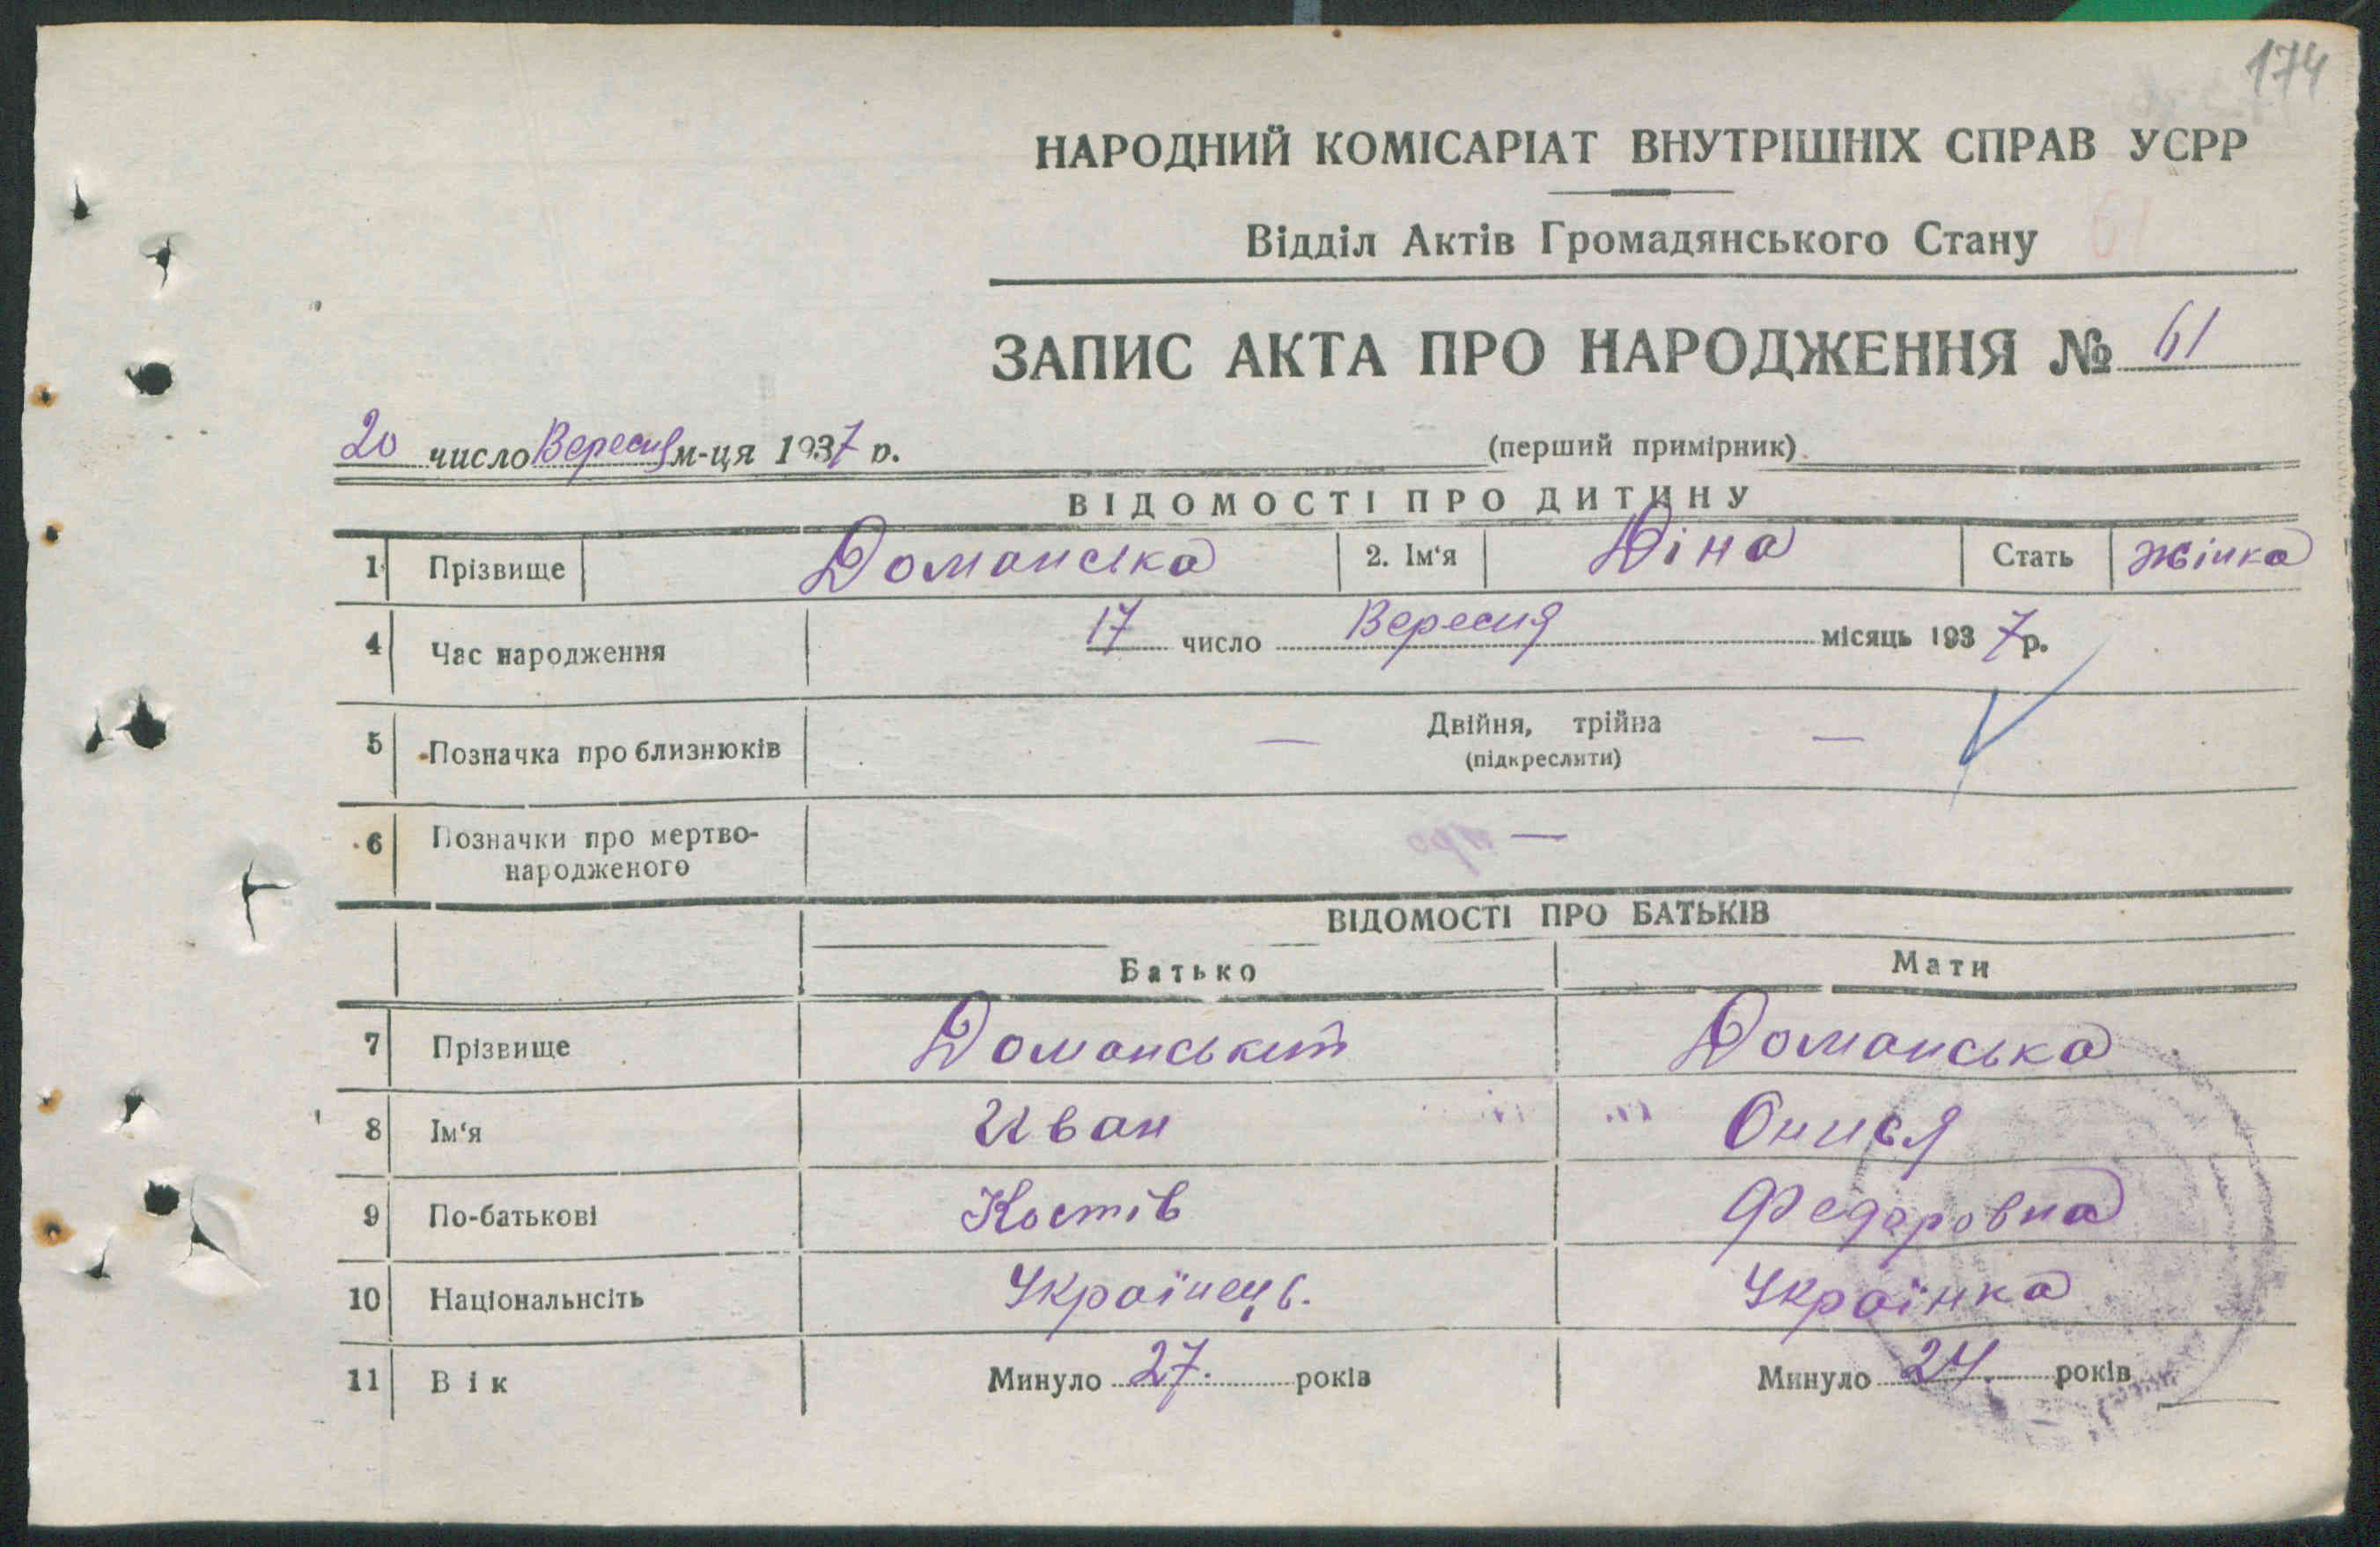 174
НАРОДНИЙ КОМІСАРІАТ ВНУТРІШНІХ СПРАВ УСРР
Відділ Актів Громадянського Стану
ЗАПИС АКТА ПРО НАРОДЖЕННЯ № 61
20 число Вересня м-ця 1937 р. (перший примірник)
ВІДОМОСТІ ПРО ДИТИНУ
1 Прізвище Доманська 2. Ім'я Діна Стать Жінка
4 Час народження 17 число Вересня місяць 1937 р.
5 Позначка про близнюків — Двійня, трійна —
(підкреслити)
6 Позначки про мертво- —
народженого
ВІДОМОСТІ ПРО БАТЬКІВ
Батько Мати
7 Прізвище Доманський Доманська
8 Ім'я Иван Онися
9 По-батькові Костів Федоровна
10 Національнсіть Українець. Українка
11 Вік Минуло 27. років Минуло 24. років